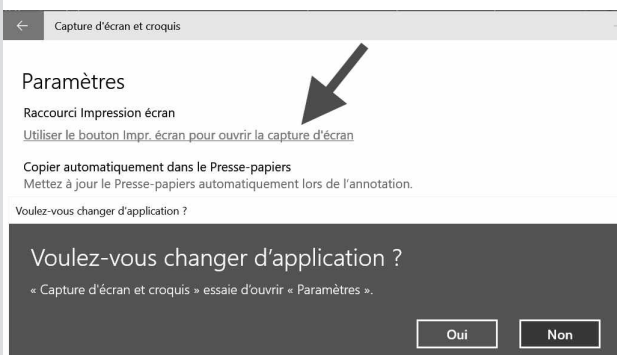 Capture d'écran et croquis
Paramètres
Raccourci Impression écran
Utiliser le bouton Impr. écran pour ouvrir la capture d'écran
Copier automatiquement dans le Presse-papiers
Mettez à jour le Presse-papiers automatiquement lors de l'annotation.
Voulez-vous changer d'application ?
Voulez-vous changer d'application ?
« Capture d'écran et croquis » essaie d'ouvrir « Paramètres ».
Oui Non